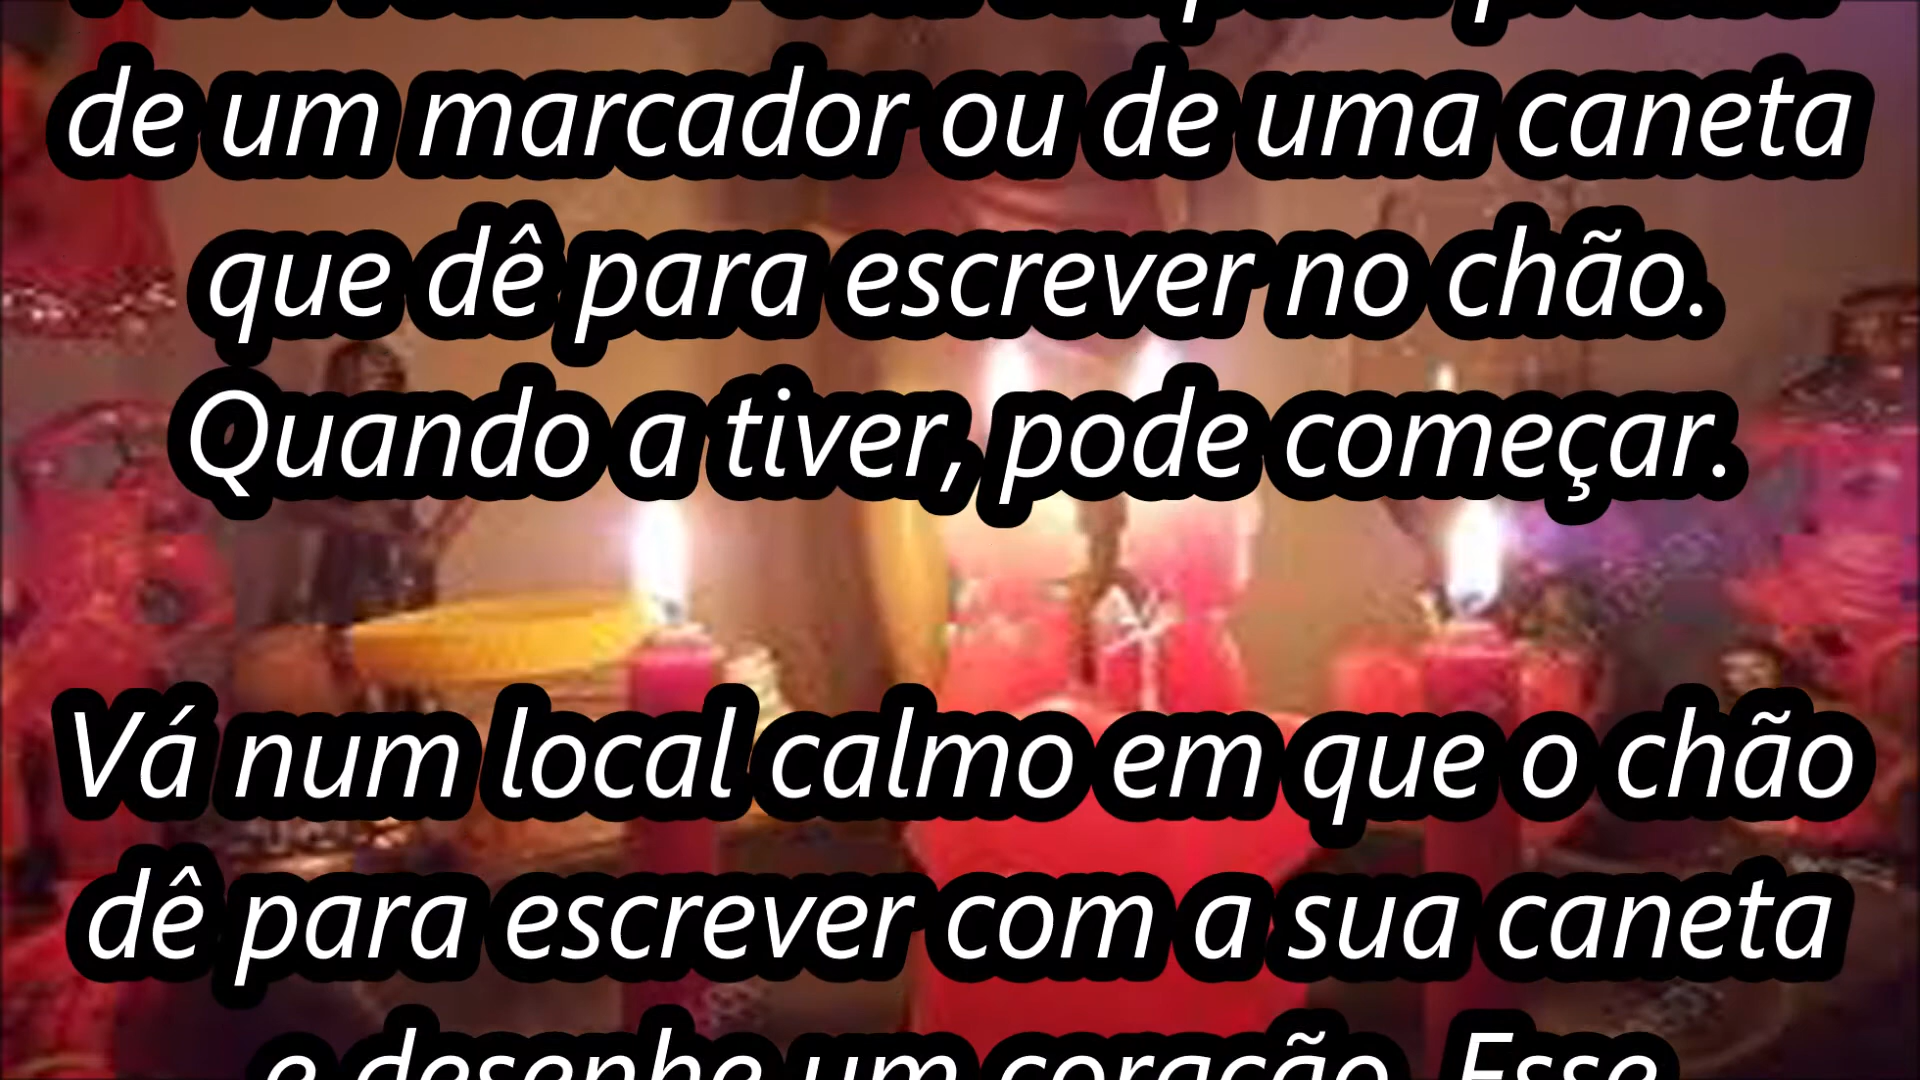 de um marcador ou de uma caneta
que dê para escrever no chão.
Quando a tiver, pode começar.
Vá num local calmo em que o chão
dê para escrever com a sua caneta
e desenhe um coração. Esse